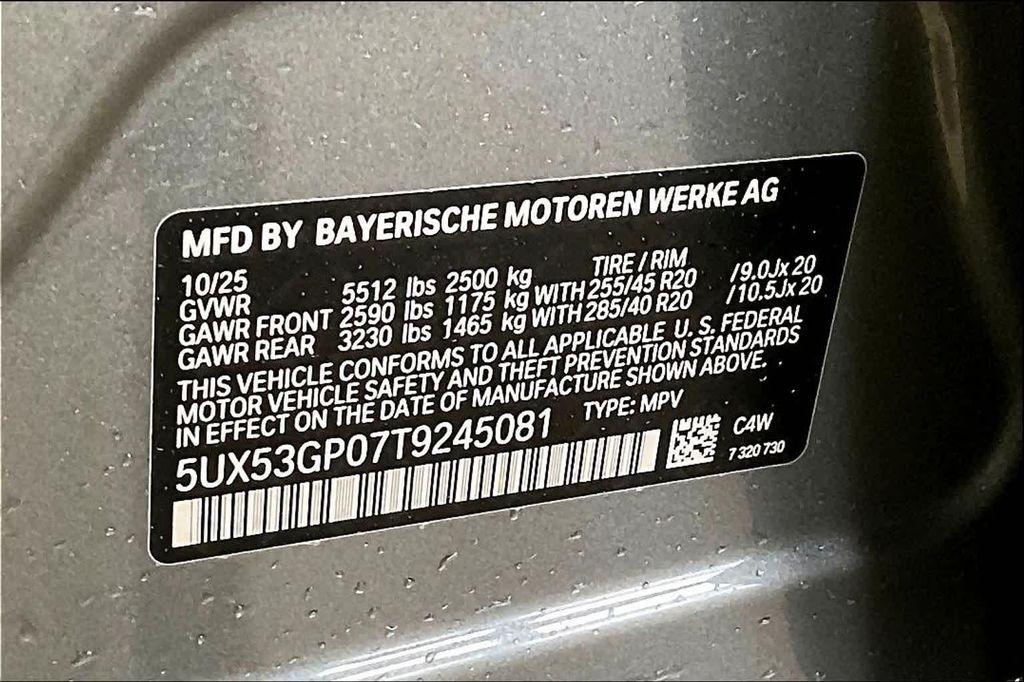 MFD BY BAYERISCHE MOTOREN WERKE AG
10/25 TIRE / RIM
GVWR 5512 lbs 2500 kg
GAWR FRONT 2590 lbs 1175 kg WITH 255/45 R20 /9.0Jx 20
GAWR REAR 3230 lbs 1465 kg WITH 285/40 R20 /10.5Jx 20
THIS VEHICLE CONFORMS TO ALL APPLICABLE U. S. FEDERAL
MOTOR VEHICLE SAFETY AND THEFT PREVENTION STANDARDS
IN EFFECT ON THE DATE OF MANUFACTURE SHOWN ABOVE.
5UX53GP07T9245081 TYPE: MPV
C4W
7 320 730